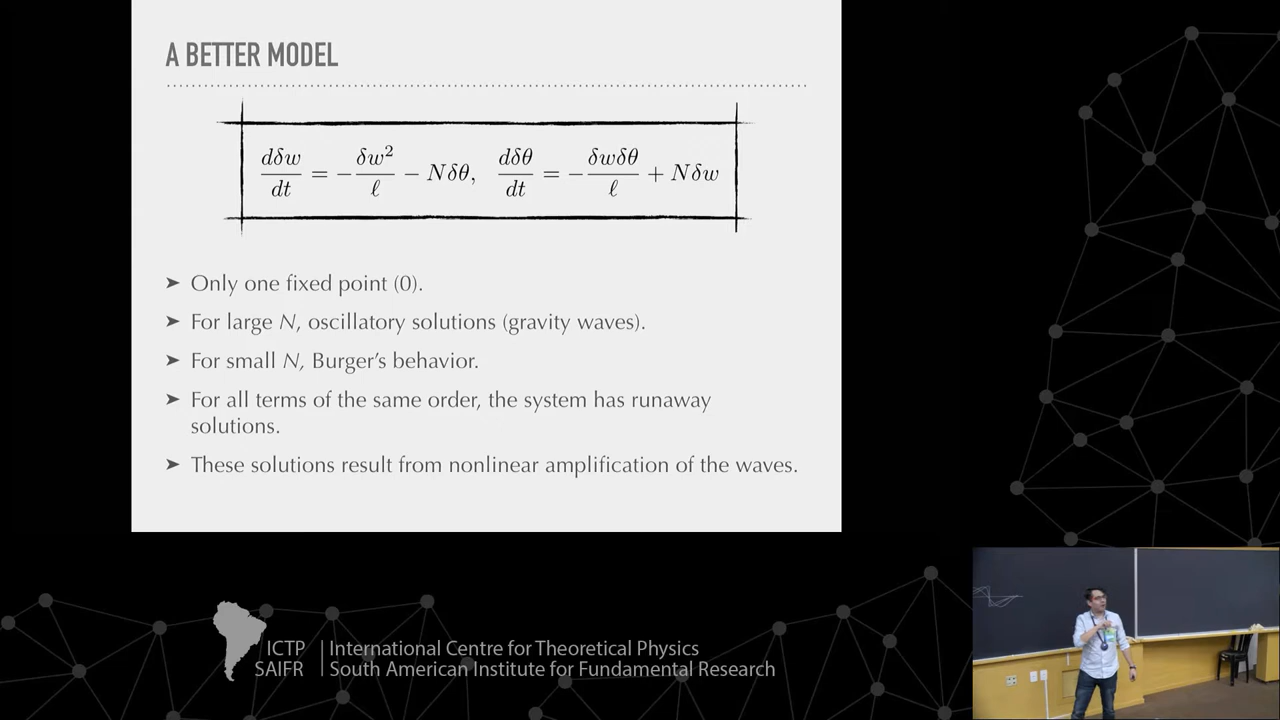 A BETTER MODEL
dδw/dt = −δw²/ℓ − Nδθ, dδθ/dt = −δwδθ/ℓ + Nδw
➤ Only one fixed point (0).
➤ For large N, oscillatory solutions (gravity waves).
➤ For small N, Burger’s behavior.
➤ For all terms of the same order, the system has runaway
solutions.
➤ These solutions result from nonlinear amplification of the waves.
ICTP | International Centre for Theoretical Physics
SAIFR | South American Institute for Fundamental Research